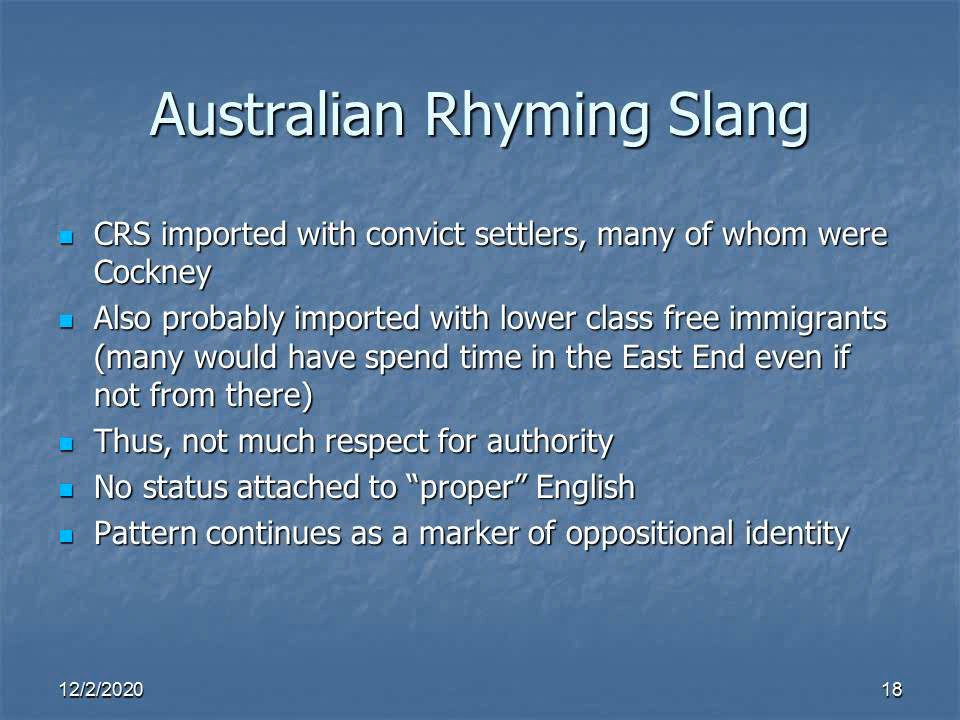 Australian Rhyming Slang
CRS imported with convict settlers, many of whom were
Cockney
Also probably imported with lower class free immigrants
(many would have spend time in the East End even if
not from there)
Thus, not much respect for authority
No status attached to “proper” English
Pattern continues as a marker of oppositional identity
12/2/2020
18